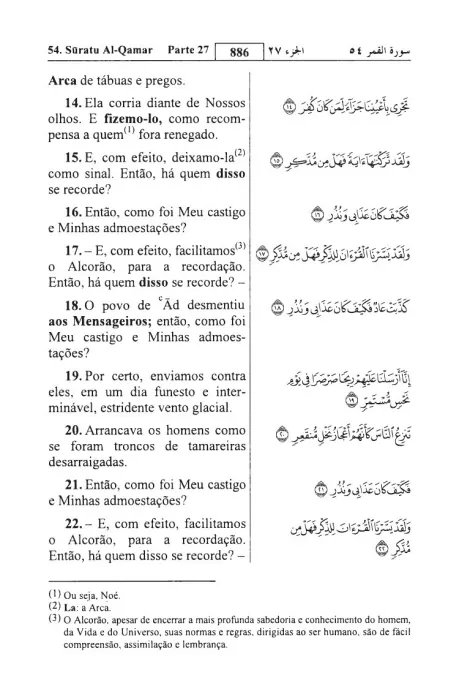 54. Sūratu Al-Qamar Parte 27 886 الجزء ٢٧ سورة القمر ٥٤
Arca de tábuas e pregos.
14. Ela corria diante de Nossos
olhos. E fizemo-lo, como recom-
pensa a quem(1) fora renegado.
15. E, com efeito, deixamo-la(2)
como sinal. Então, há quem disso
se recorde?
16. Então, como foi Meu castigo
e Minhas admoestações?
17. – E, com efeito, facilitamos(3)
o Alcorão, para a recordação.
Então, há quem disso se recorde? –
18. O povo de ᶜĀd desmentiu
aos Mensageiros; então, como foi
Meu castigo e Minhas admoes-
tações?
19. Por certo, enviamos contra
eles, em um dia funesto e inter-
minável, estridente vento glacial.
20. Arrancava os homens como
se foram troncos de tamareiras
desarraigadas.
21. Então, como foi Meu castigo
e Minhas admoestações?
22. – E, com efeito, facilitamos
o Alcorão, para a recordação.
Então, há quem disso se recorde? –
تَجْرِي بِأَعْيُنِنَا جَزَاءً لِّمَن كَانَ كُفِرَ ١٤
وَلَقَد تَّرَكْنَاهَا ءَايَةً فَهَلْ مِن مُّدَّكِرٍ ١٥
فَكَيْفَ كَانَ عَذَابِي وَنُذُرِ ١٦
وَلَقَدْ يَسَّرْنَا ٱلْقُرْءَانَ لِلذِّكْرِ فَهَلْ مِن مُّدَّكِرٍ ١٧
كَذَّبَتْ عَادٌ فَكَيْفَ كَانَ عَذَابِي وَنُذُرِ ١٨
إِنَّا أَرْسَلْنَا عَلَيْهِمْ رِيحًا صَرْصَرًا فِي يَوْمِ
نَحْسٍ مُّسْتَمِرٍّ ١٩
تَنزِعُ ٱلنَّاسَ كَأَنَّهُمْ أَعْجَازُ نَخْلٍ مُّنقَعِرٍ ٢٠
فَكَيْفَ كَانَ عَذَابِي وَنُذُرِ ٢١
وَلَقَدْ يَسَّرْنَا ٱلْقُرْءَانَ لِلذِّكْرِ فَهَلْ مِن
مُّدَّكِرٍ ٢٢
(1) Ou seja, Noé.
(2) La: a Arca.
(3) O Alcorão, apesar de encerrar a mais profunda sabedoria e conhecimento do homem,
da Vida e do Universo, suas normas e regras, dirigidas ao ser humano, são de fácil
compreensão, assimilação e lembrança.